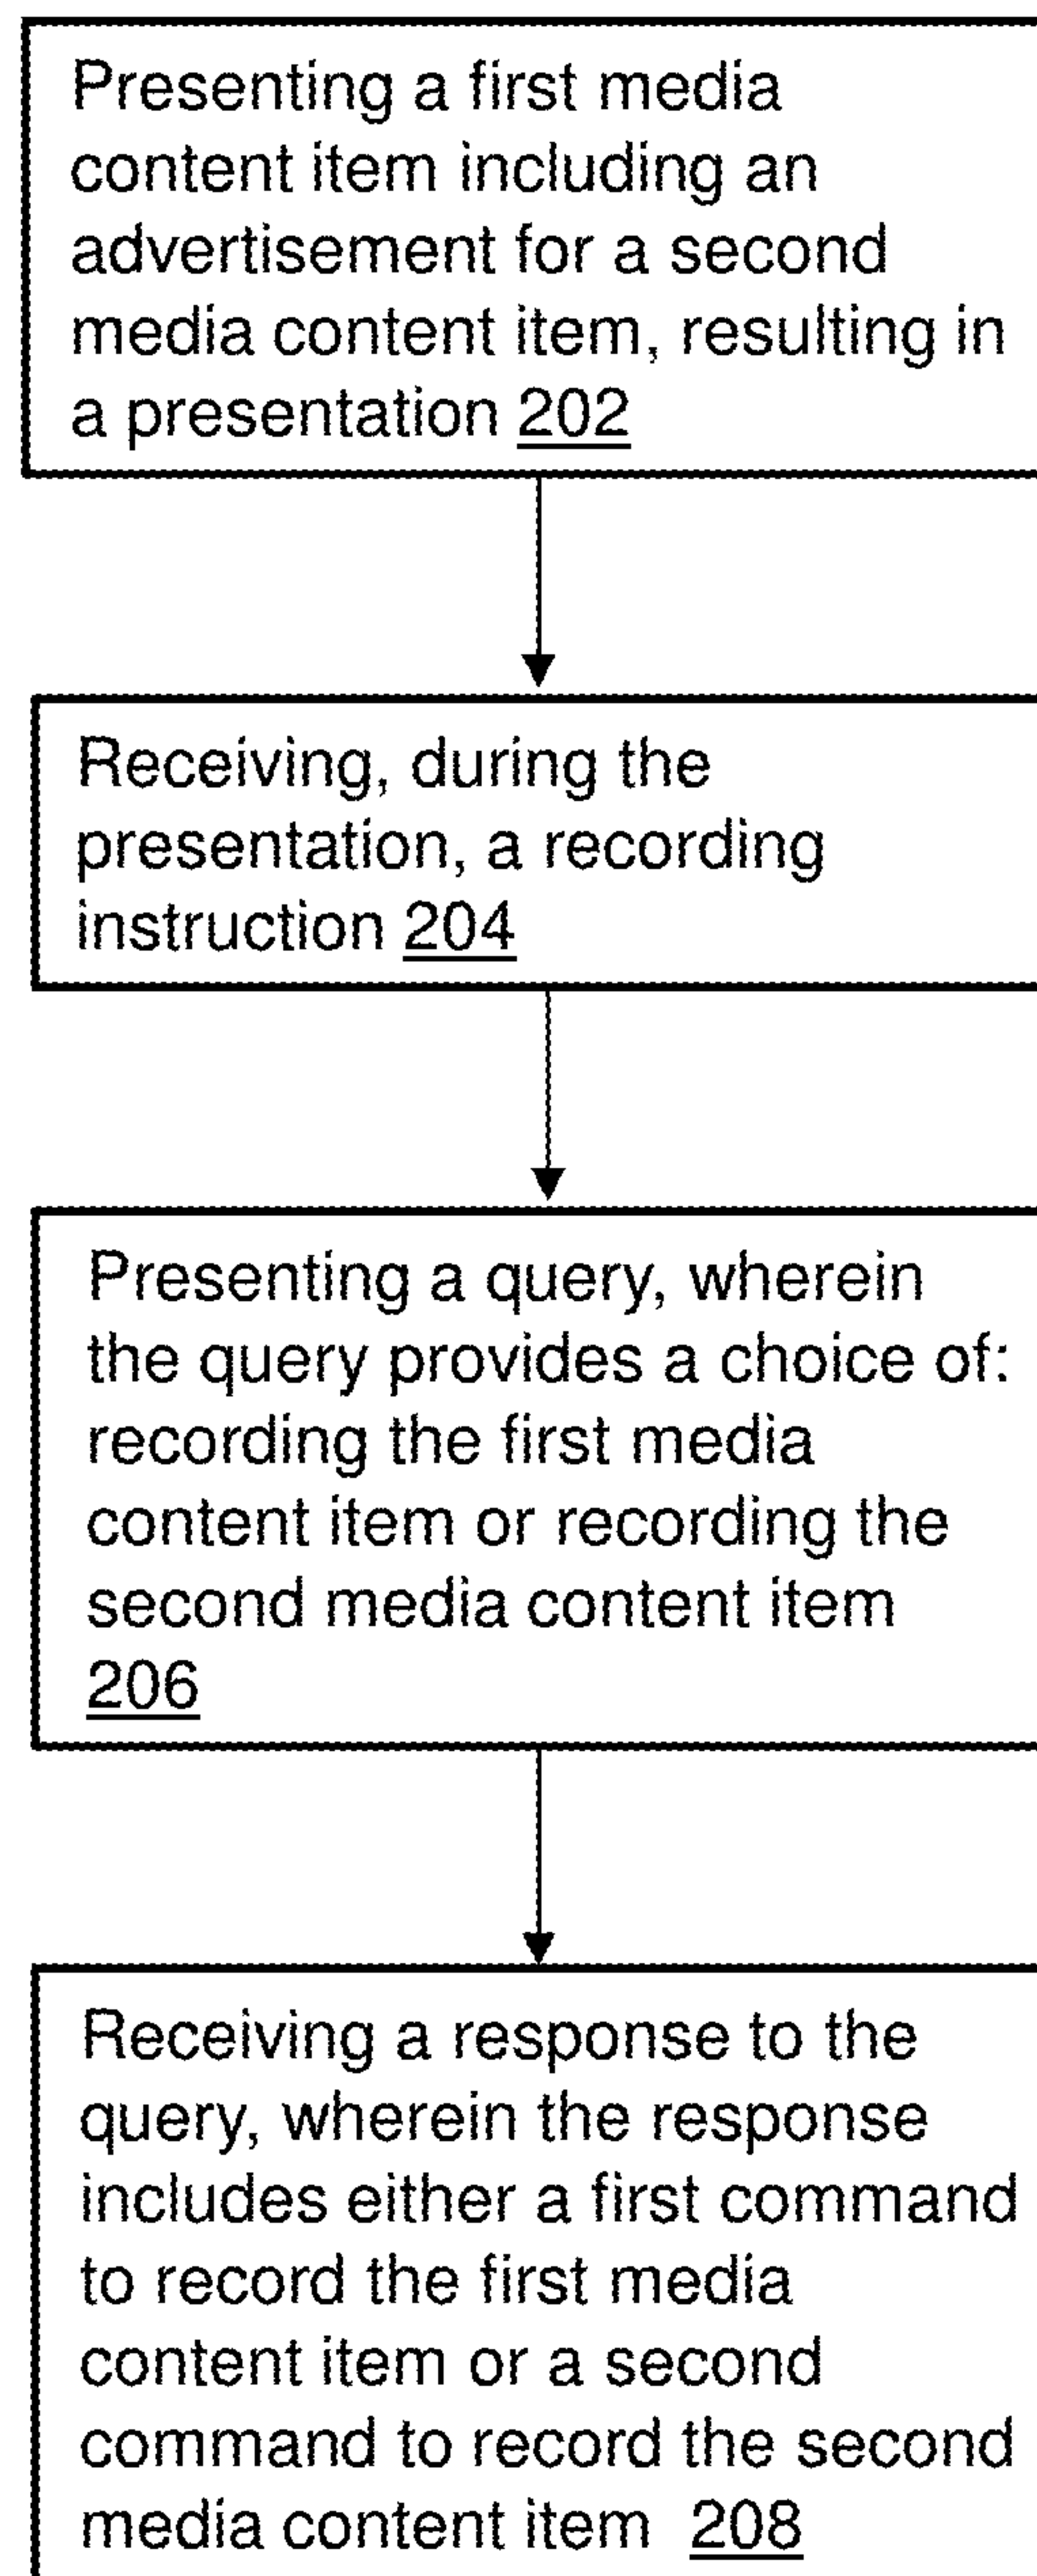 Presenting a first media
content item including an
advertisement for a second
media content item, resulting in
a presentation 202
Receiving, during the
presentation, a recording
instruction 204
Presenting a query, wherein
the query provides a choice of:
recording the first media
content item or recording the
second media content item
206
Receiving a response to the
query, wherein the response
includes either a first command
to record the first media
content item or a second
command to record the second
media content item 208